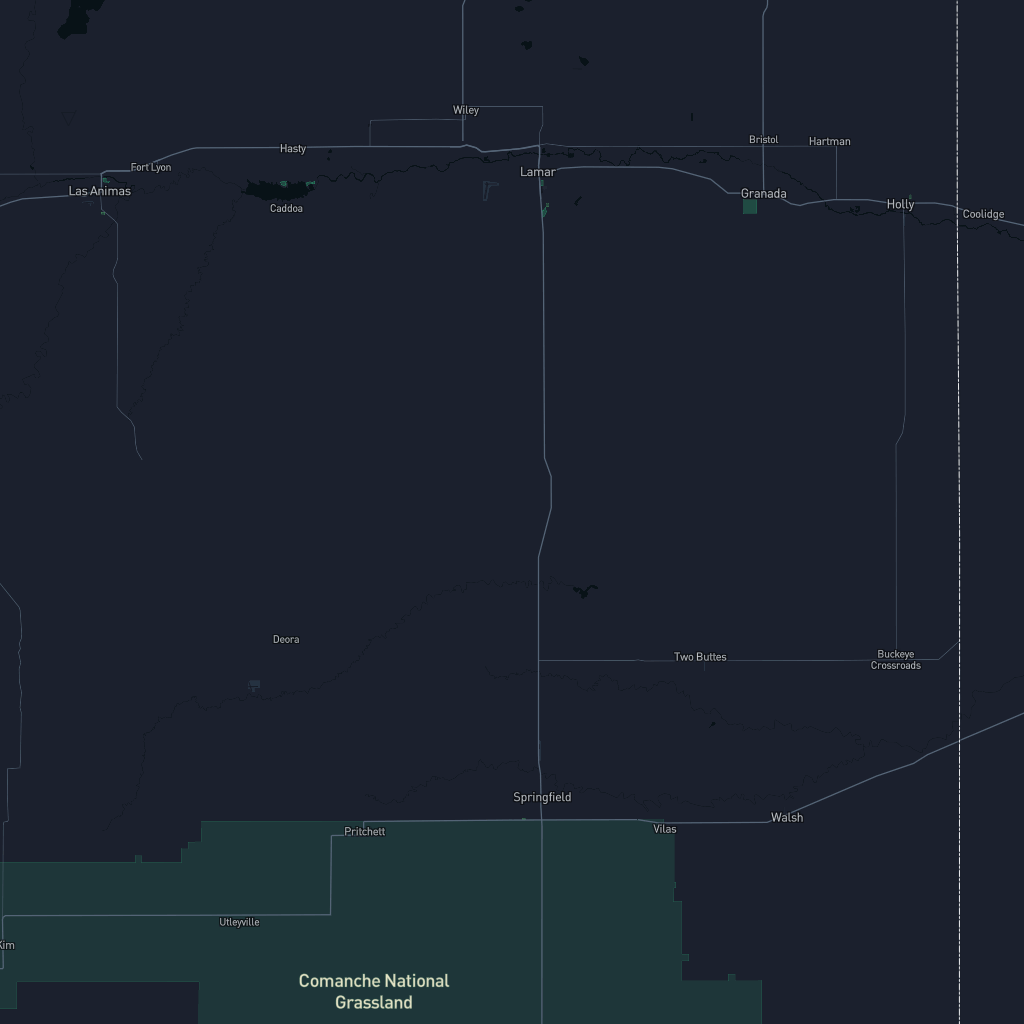 Wiley
Bristol
Hartman
Hasty
Fort Lyon
Lamar
Las Animas
Granada
Caddoa
Holly
Coolidge
Deora
Two Buttes
Buckeye
Crossroads
Springfield
Walsh
Vilas
Pritchett
Utleyville
Kim
Comanche National
Grassland